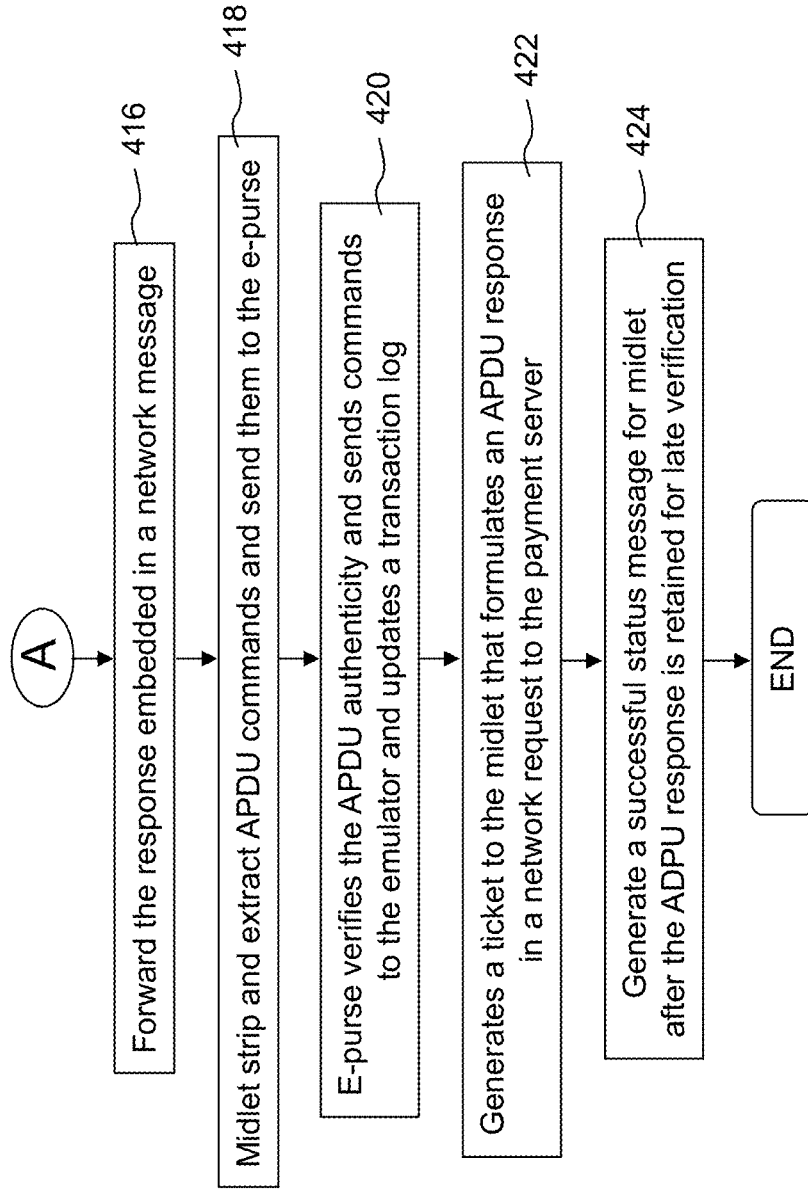 A
Forward the response embedded in a network message
416
Midlet strip and extract APDU commands and send them to the e-purse
418
E-purse verifies the APDU authenticity and sends commands
to the emulator and updates a transaction log
420
Generates a ticket to the midlet that formulates an APDU response
in a network request to the payment server
422
Generate a successful status message for midlet
after the ADPU response is retained for late verification
424
END